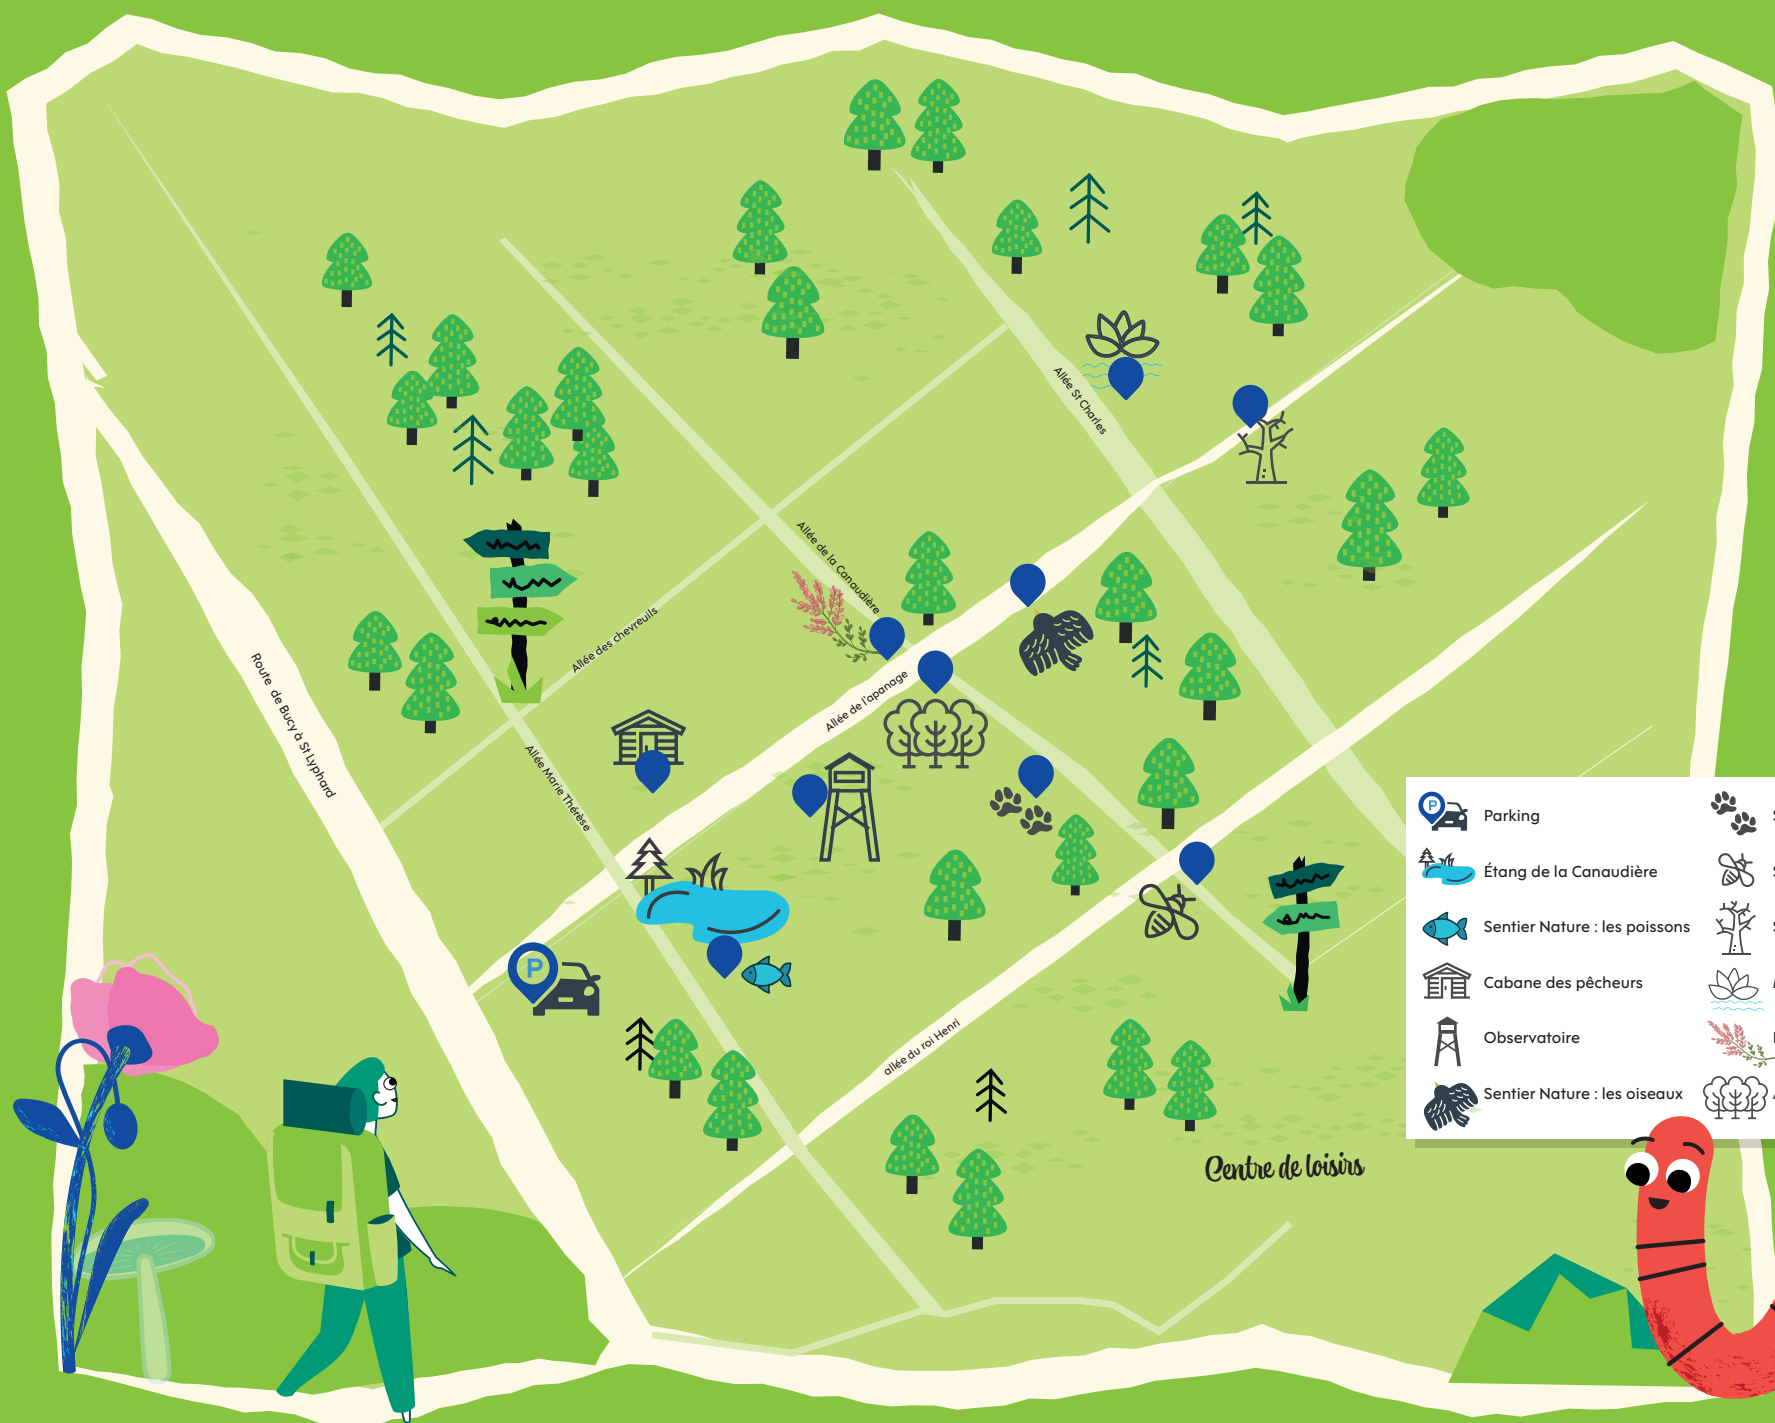 Allée St Charles
Allée de la Canaudière
Allée des chevreuils
Route de Bucy à St Lyphard
Allée de l'apanage
Allée Marie Thérèse
P
allée du roi Henri
Centre de loisirs
P
Parking
Étang de la Canaudière
Sentier Nature : les poissons
Cabane des pêcheurs
Observatoire
Sentier Nature : les oiseaux